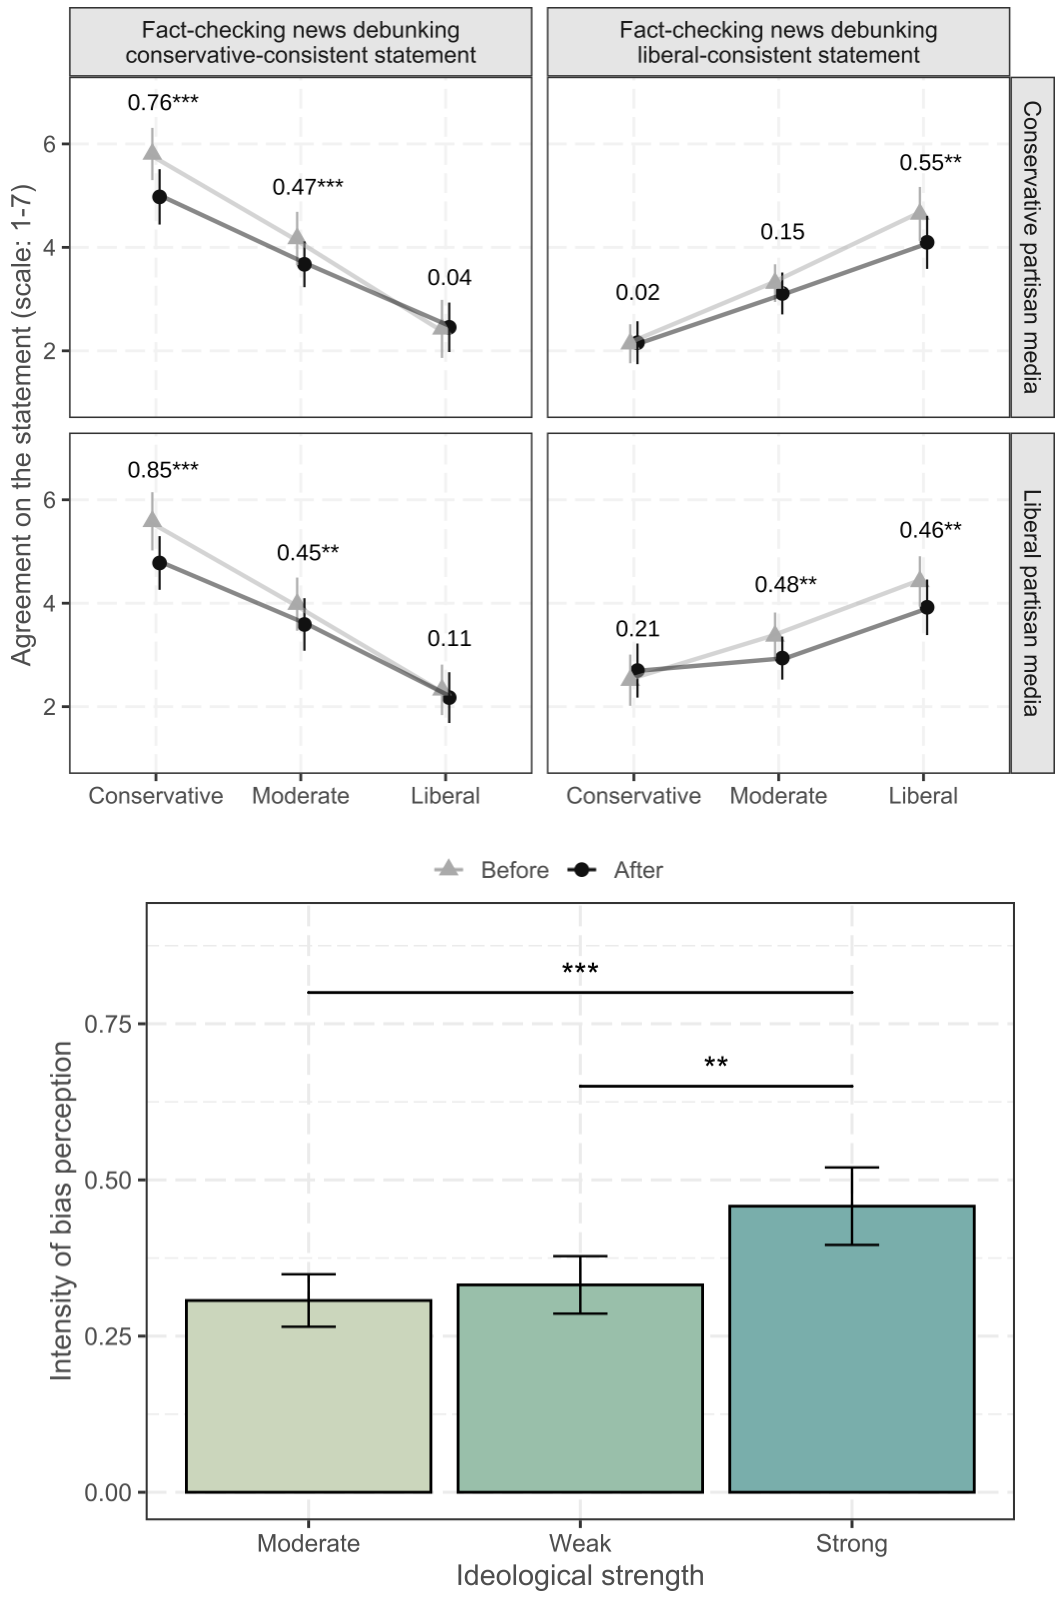 Fact-checking news debunking
conservative-consistent statement
Fact-checking news debunking
liberal-consistent statement
Agreement on the statement (scale: 1-7)
6
4
2
0.76***
0.47***
0.04
0.02
0.15
0.55**
Conservative partisan media
6
4
2
0.85***
0.45**
0.11
0.21
0.48**
0.46**
Liberal partisan media
Conservative
Moderate
Liberal
Conservative
Moderate
Liberal
Before
After
Intensity of bias perception
0.75
0.50
0.25
0.00
***
**
Moderate
Weak
Strong
Ideological strength